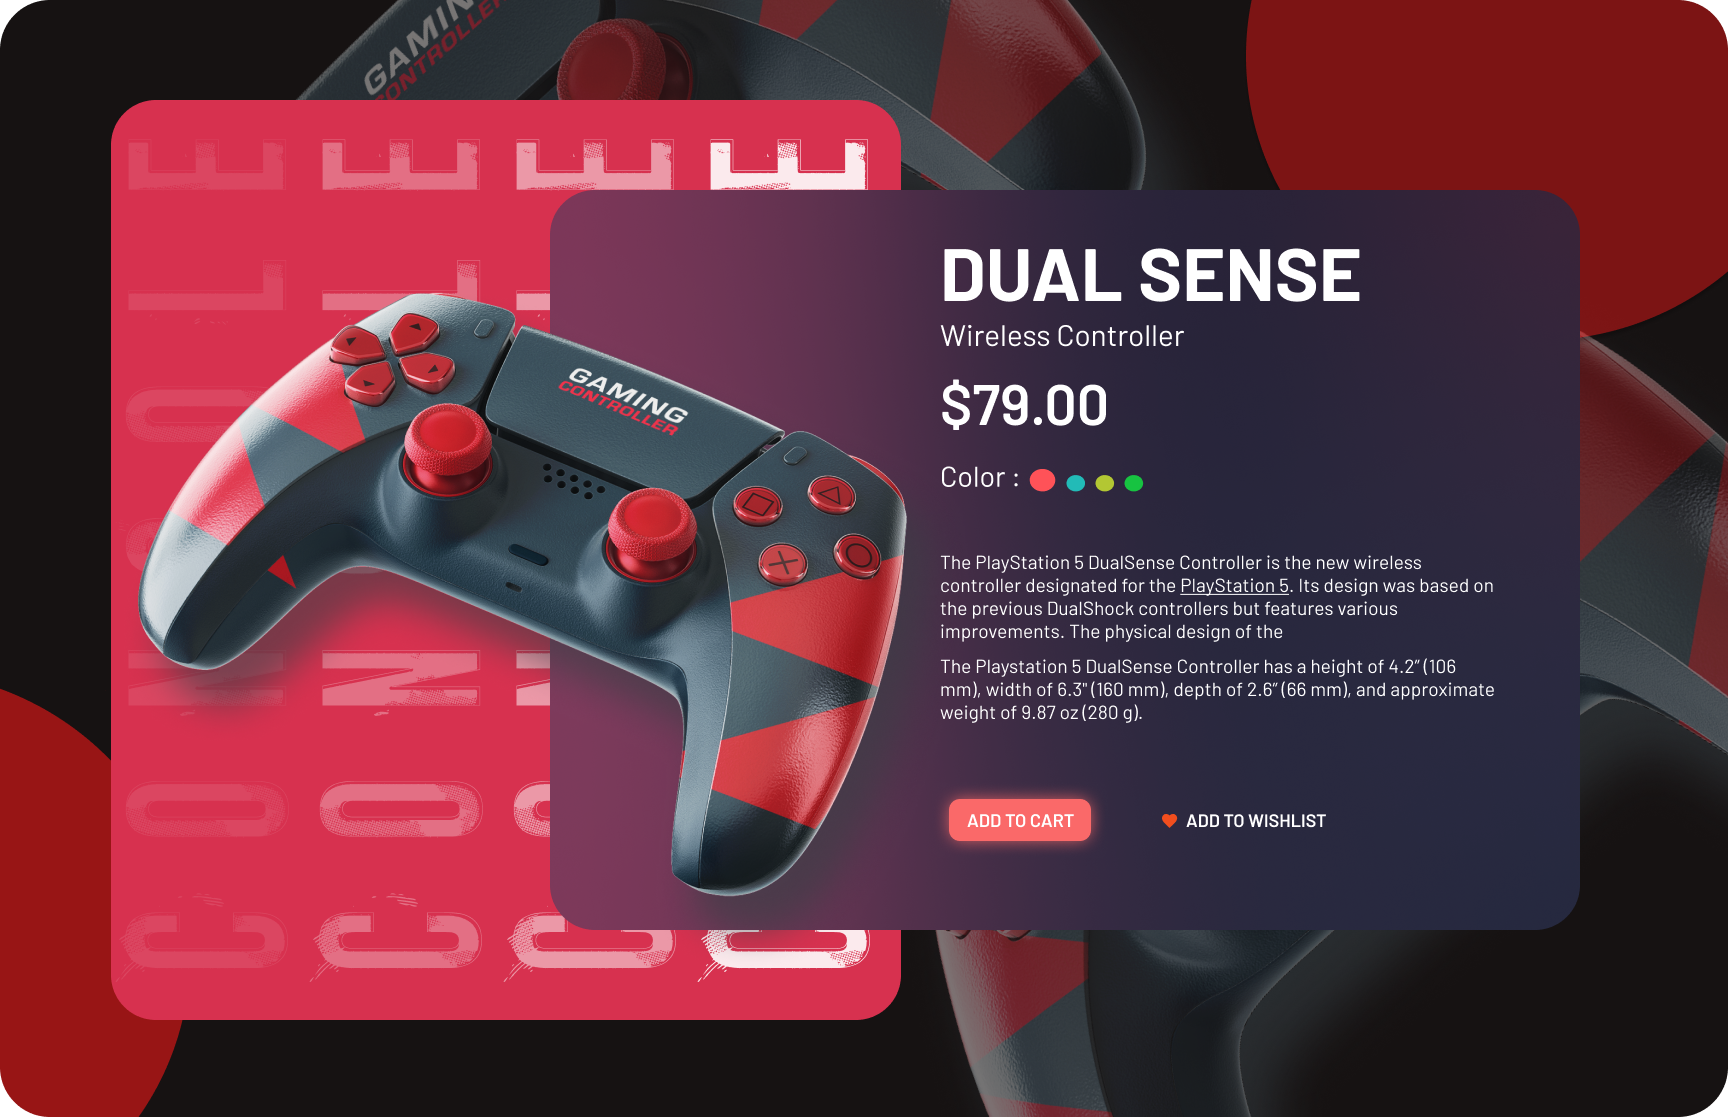 GAMING
CONTROLLER
DUAL SENSE
Wireless Controller
$79.00
Color :
GAMING
CONTROLLER
The PlayStation 5 DualSense Controller is the new wireless
controller designated for the PlayStation 5. Its design was based on
the previous DualShock controllers but features various
improvements. The physical design of the
The Playstation 5 DualSense Controller has a height of 4.2” (106
mm), width of 6.3" (160 mm), depth of 2.6” (66 mm), and approximate
weight of 9.87 oz (280 g).
ADD TO CART
ADD TO WISHLIST